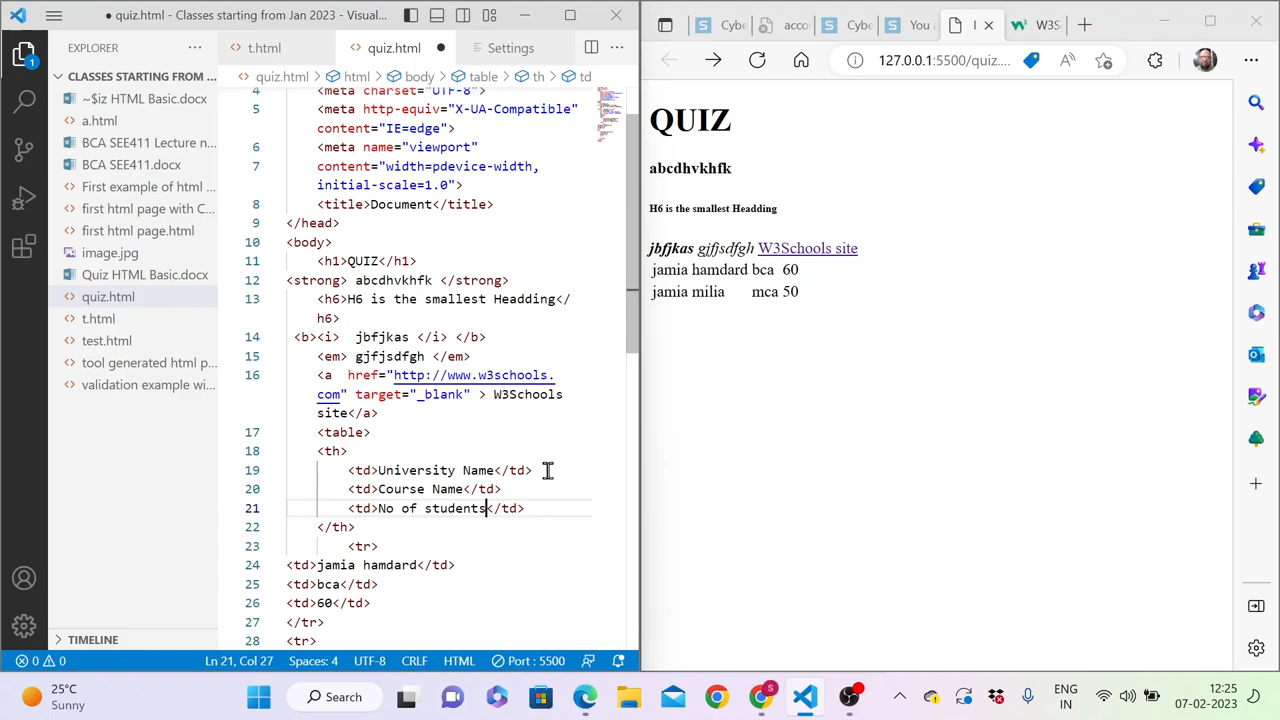 quiz.html - Classes starting from Jan 2023 - Visual...
EXPLORER
CLASSES STARTING FROM ...
~$iz HTML Basic.docx
a.html
BCA SEE411 Lecture n...
BCA SEE411.docx
First example of html ...
first html page with C...
first html page.html
image.jpg
Quiz HTML Basic.docx
quiz.html
t.html
test.html
tool generated html p...
validation example wi...
TIMELINE
1
t.html
quiz.html
Settings
quiz.html > html > body > table > th > td
4 <meta charset="UTF-8">
5 <meta http-equiv="X-UA-Compatible"
content="IE=edge">
6 <meta name="viewport"
7 content="width=pdevice-width,
initial-scale=1.0">
8 <title>Document</title>
9 </head>
10 <body>
11 <h1>QUIZ</h1>
12 <strong> abcdhvkhfk </strong>
13 <h6>H6 is the smallest Headding</
h6>
14 <b><i> jbfjkas </i> </b>
15 <em> gjfjsdfgh </em>
16 <a href="http://www.w3schools.
com" target="_blank" > W3Schools
site</a>
17 <table>
18 <th>
19 <td>University Name</td>
20 <td>Course Name</td>
21 <td>No of students</td>
22 </th>
23 <tr>
24 <td>jamia hamdard</td>
25 <td>bca</td>
26 <td>60</td>
27 </tr>
28 <tr>
0 0 Ln 21, Col 27 Spaces: 4 UTF-8 CRLF HTML Port : 5500
Cybe
acco
Cybe
You a
W3S
127.0.0.1:5500/quiz....
QUIZ
abcdhvkhfk
H6 is the smallest Headding
jbfjkas gjfjsdfgh W3Schools site
jamia hamdard bca 60
jamia milia mca 50
25°C
Sunny
Search
ENG
IN
12:25
07-02-2023